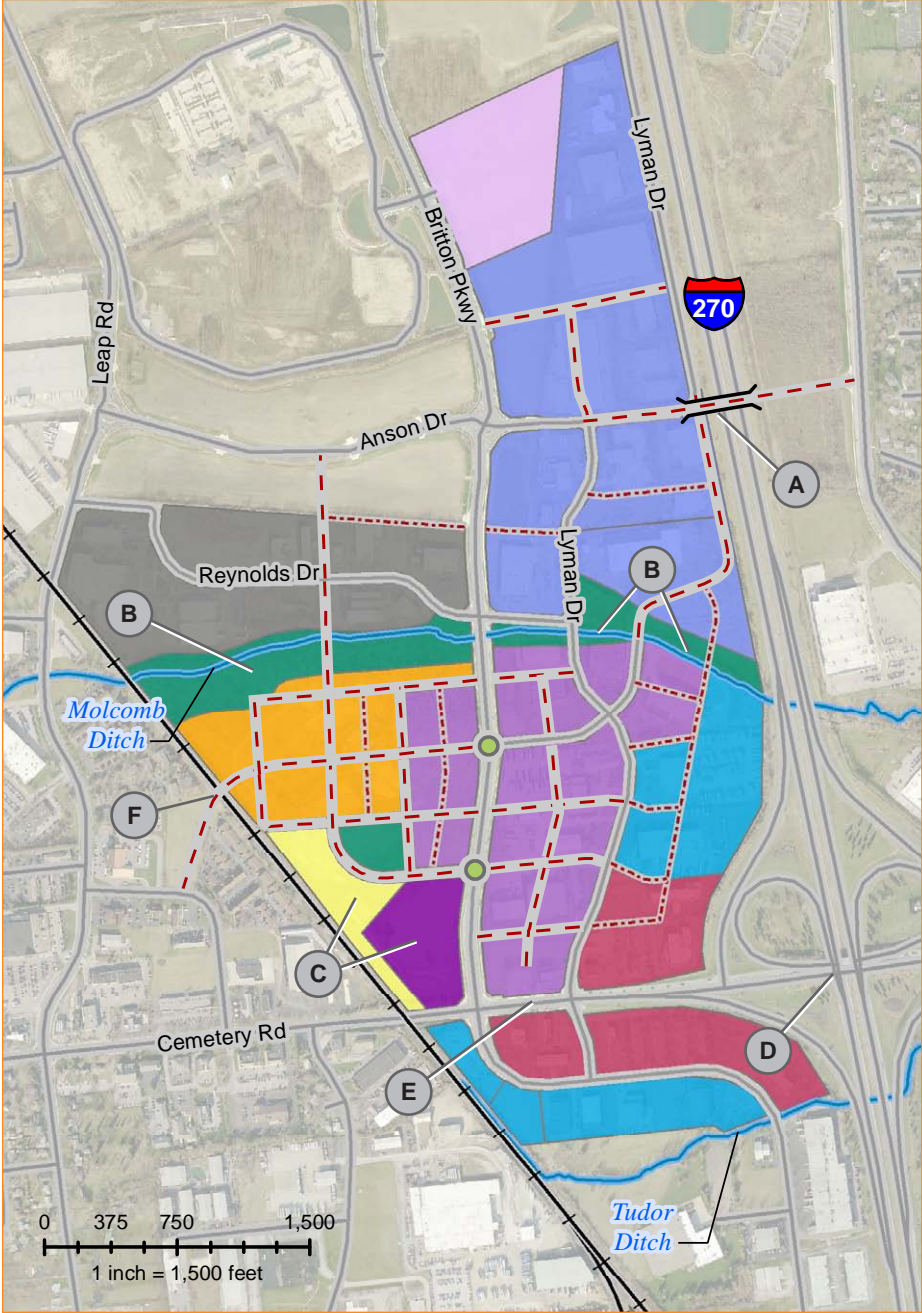 Lyman Dr
Britton Pkwy
270
Leap Rd
Anson Dr
A
Lyman Dr
Reynolds Dr
B
B
Molcomb
Ditch
F
C
Cemetery Rd
D
E
Tudor
Ditch
0 375 750 1,500
1 inch = 1,500 feet